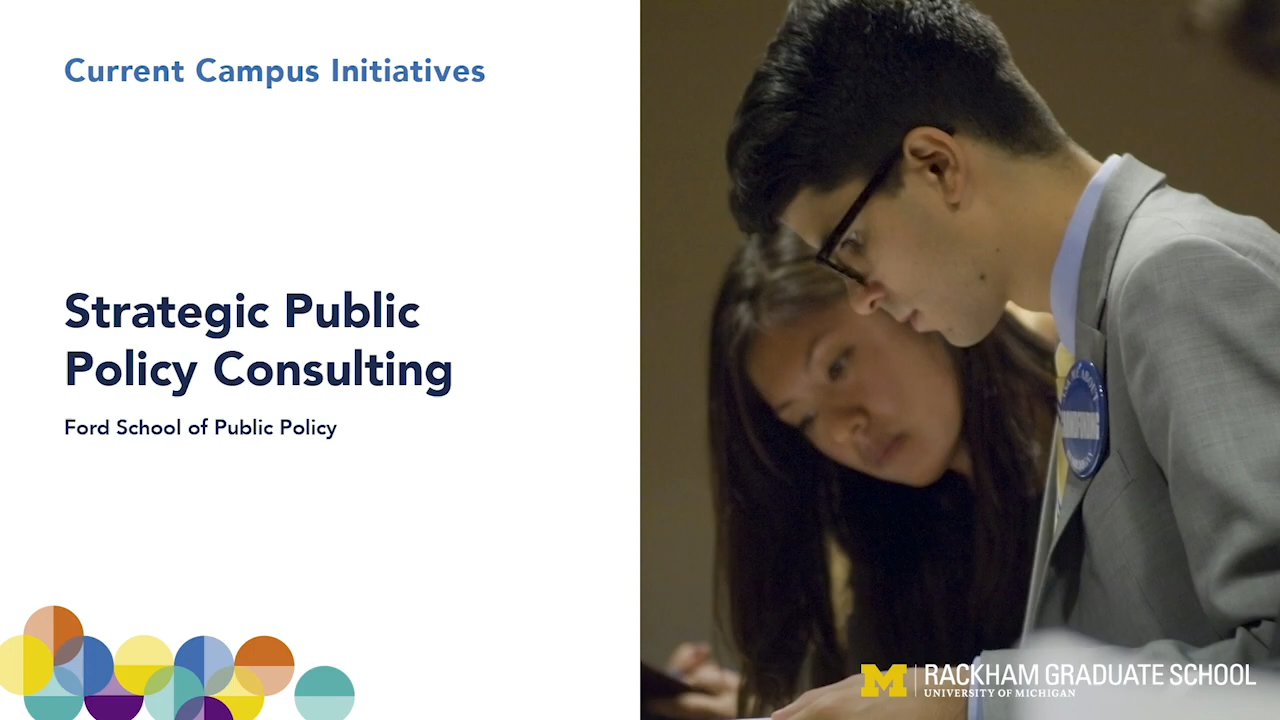 Current Campus Initiatives
Strategic Public
Policy Consulting
Ford School of Public Policy
M RACKHAM GRADUATE SCHOOL
UNIVERSITY OF MICHIGAN